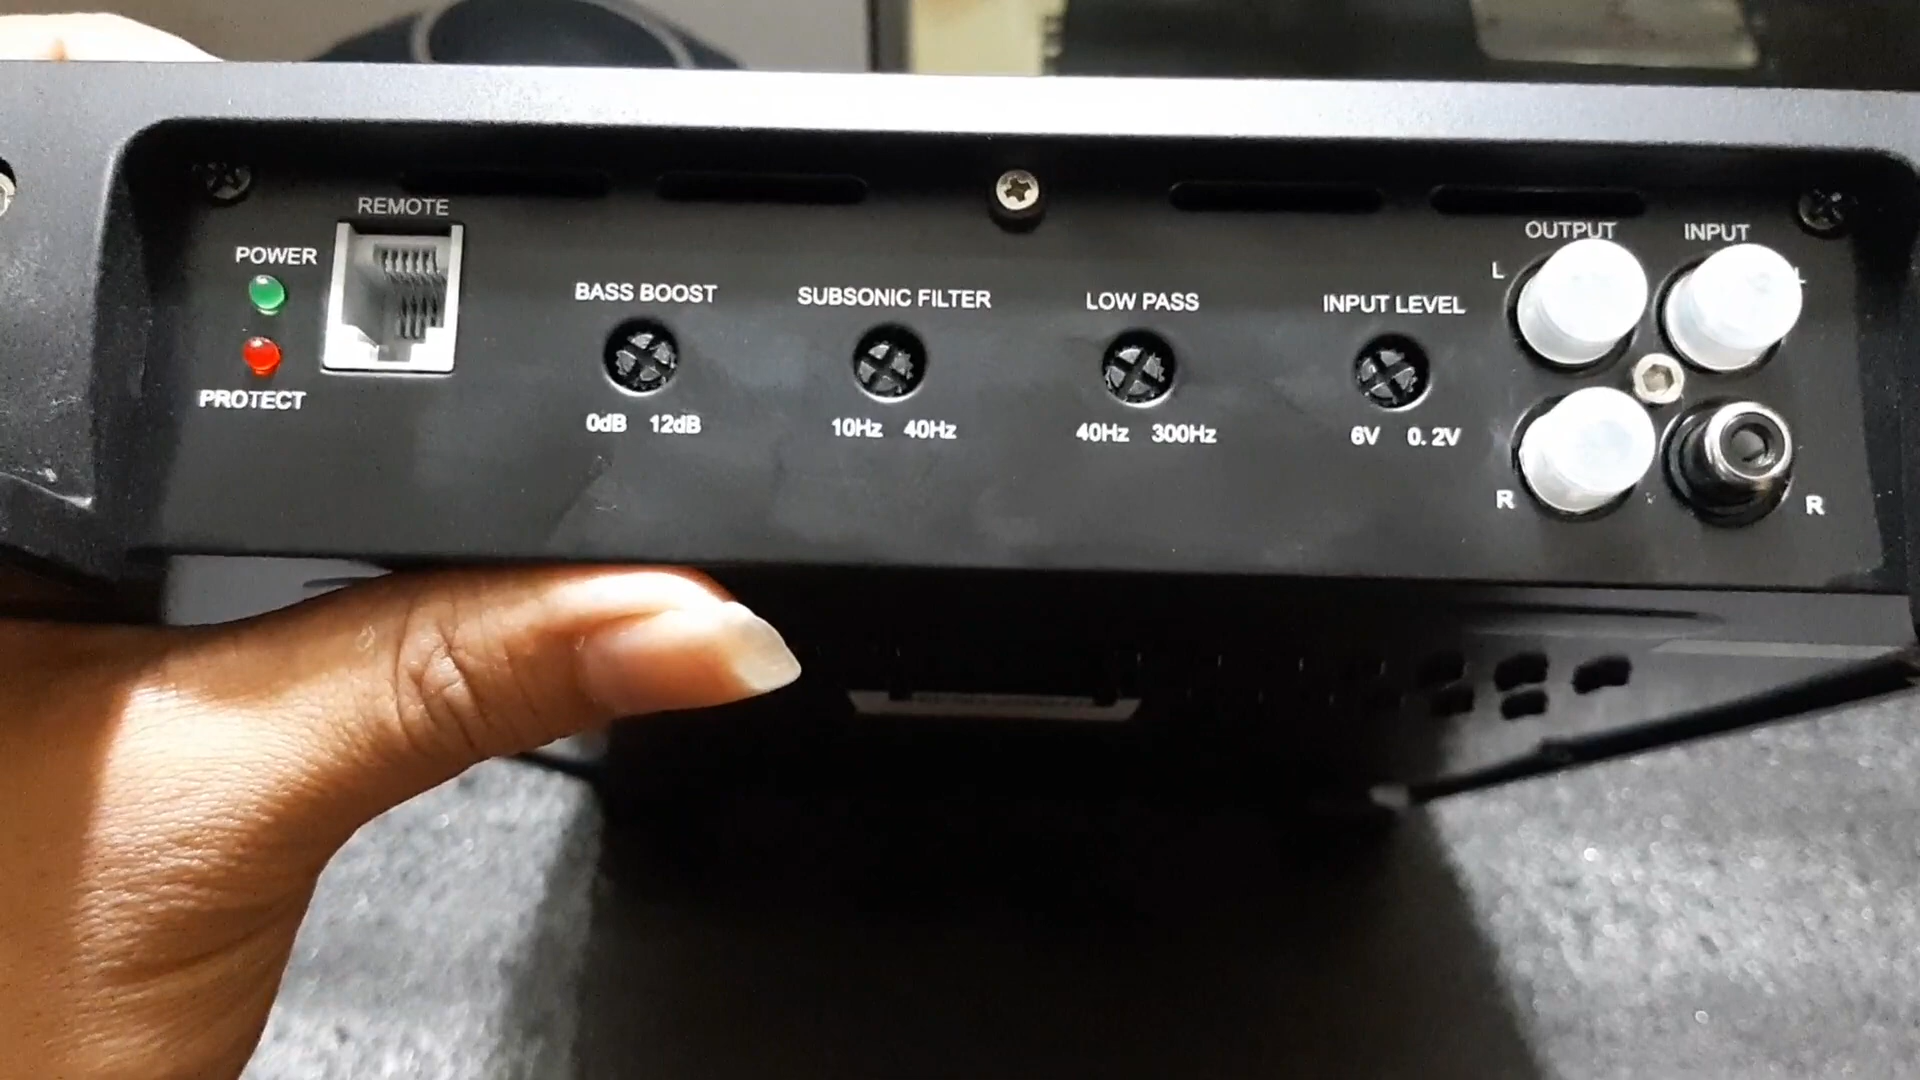 REMOTE
POWER
PROTECT
BASS BOOST
0dB 12dB
SUBSONIC FILTER
10Hz 40Hz
LOW PASS
40Hz 300Hz
INPUT LEVEL
6V 0.2V
OUTPUT INPUT
L L
R R